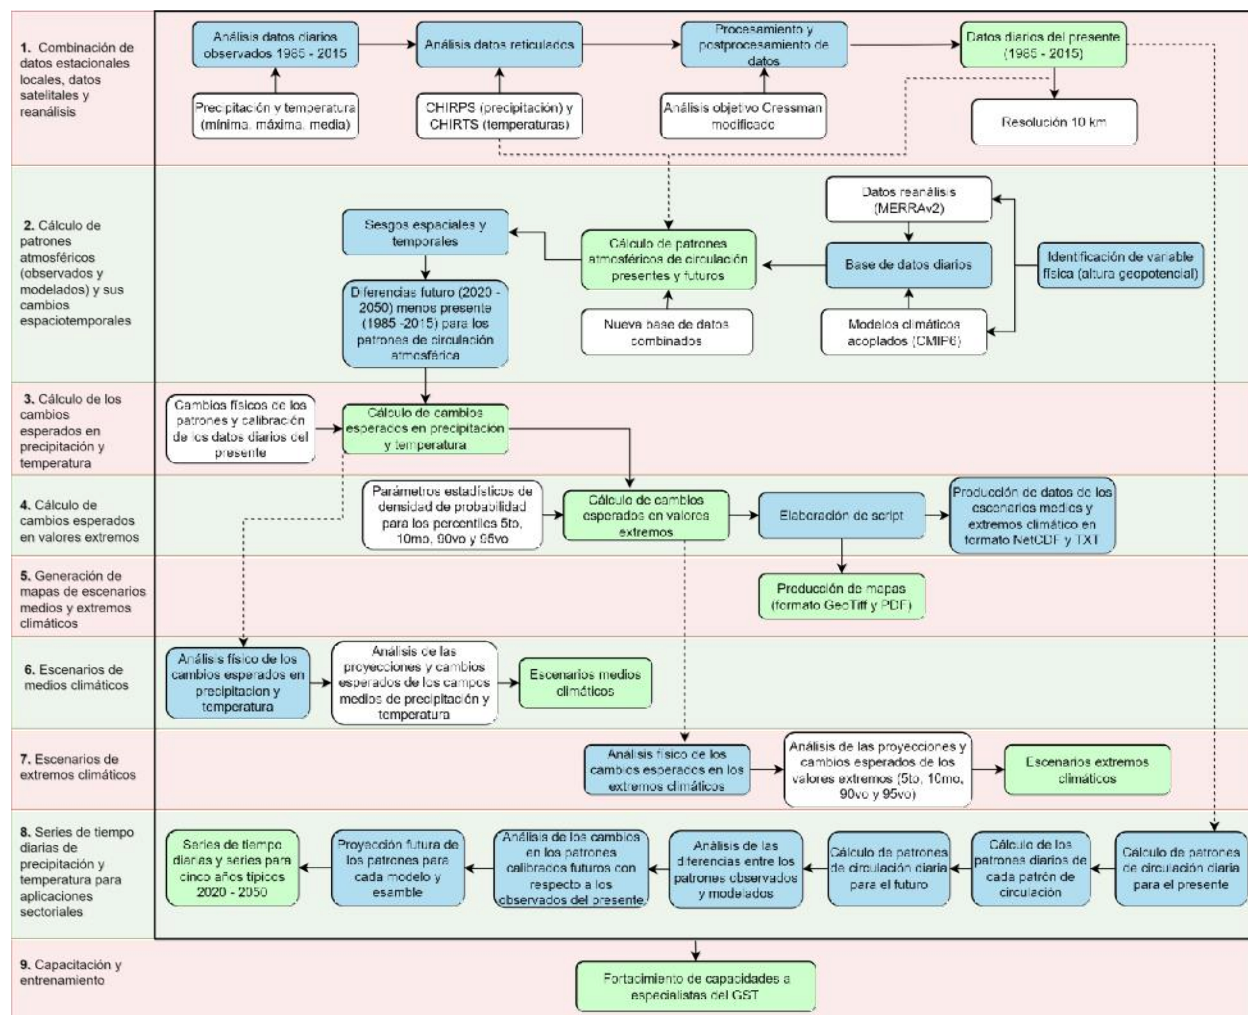 1. Combinación de
datos estacionales
locales, datos
satelitales y
reanálisis
Análisis datos diarios
observados 1985 - 2015
Análisis datos reticulados
Procesamiento y
postprocesamiento de
datos
Datos diarios del presente
(1985 - 2015)
Precipitación y temperatura
(mínima, máxima, media)
CHIRPS (precipitación) y
CHIRTS (temperaturas)
Análisis objetivo Cressman
modificado
Resolución 10 km
2. Cálculo de
patrones
atmosféricos
(observados y
modelados) y sus
cambios
espaciotemporales
Sesgos espaciales y
temporales
Cálculo de patrones
atmosféricos de circulación
presentes y futuros
Datos reanálisis
(MERRAv2)
Base de datos diarios
Identificación de variable
física (altura geopotencial)
Diferencias futuro (2020 -
2050) menos presente
(1985 -2015) para los
patrones de circulación
atmosférica
Nueva base de datos
combinados
Modelos climáticos
acoplados (CMIP6)
3. Cálculo de los
cambios
esperados en
precipitación y
temperatura
Cambios físicos de los
patrones y calibración
de los datos diarios del
presente
Cálculo de cambios
esperados en precipitacion
y temperatura
4. Cálculo de
cambios esperados
en valores extremos
Parámetros estadísticos de
densidad de probabilidad
para los percentiles 5to,
10mo, 90vo y 95vo
Cálculo de cambios
esperados en valores
extremos
Elaboración de script
Producción de datos de los
escenarios medios y
extremos climático en
formato NetCDF y TXT
5. Generación de
mapas de escenarios
medios y extremos
climáticos
Producción de mapas
(formato GeoTiff y PDF)
6. Escenarios de
medios climáticos
Análisis físico de los
cambios esperados en
precipitacion y
temperatura
Análisis de las
proyecciones y cambios
esperados de los campos
medios de precipitación y
temperatura
Escenarios medios
climáticos
7. Escenarios de
extremos climáticos
Análisis físico de los
cambios esperados en los
extremos climáticos
Análisis de las proyecciones y
cambios esperados de los
valores extremos (5to, 10mo,
90vo y 95vo)
Escenarios extremos
climáticos
8. Series de tiempo
diarias de
precipitación y
temperatura para
aplicaciones
sectoriales
Series de tiempo
diarias y series para
cinco años típicos
2020 - 2050
Proyección futura de
los patrones para
cada modelo y
esamble
Análisis de los cambios
en los patrones
calibrados futuros con
respecto a los
observados del presente
Análisis de las
diferencias entre los
patrones observados
y modelados
Cálculo de patrones
de circulación diaria
para el futuro
Cálculo de los
patrones diarios de
cada patrón de
circulación
Cálculo de patrones
de circulación diaria
para el presente
9. Capacitación y
entrenamiento
Fortacimiento de capacidades a
especialistas del GST